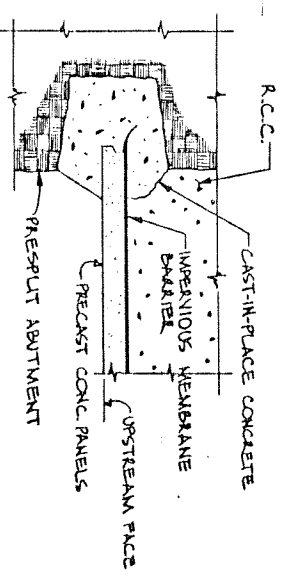 R.C.C.
CAST-IN-PLACE CONCRETE
IMPERVIOUS MEMBRANE
BARRIER
UPSTREAM FACE
PRECAST CONC. PANELS
PRESPLIT ABUTMENT